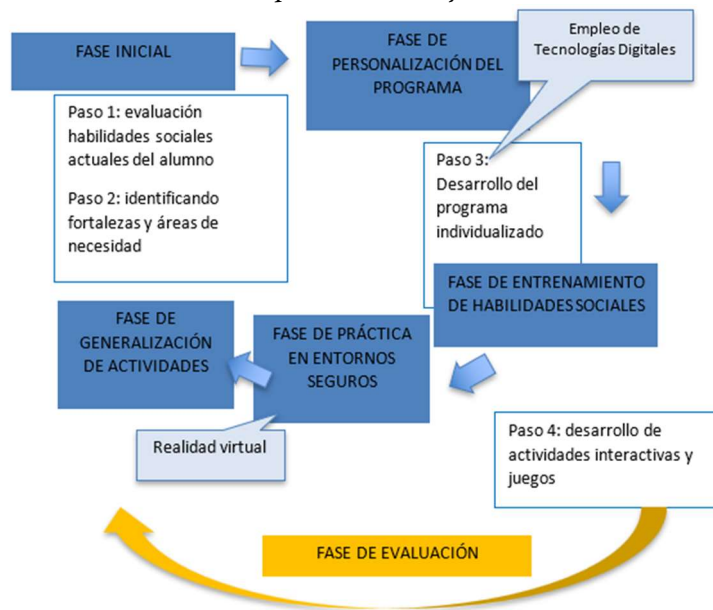 FASE INICIAL
FASE DE
PERSONALIZACIÓN DEL
PROGRAMA
Empleo de
Tecnologías Digitales
Paso 1: evaluación
habilidades sociales
actuales del alumno
Paso 2: identificando
fortalezas y áreas de
necesidad
Paso 3:
Desarrollo del
programa
individualizado
FASE DE ENTRENAMIENTO
DE HABILIDADES SOCIALES
FASE DE
GENERALIZACIÓN
DE ACTIVIDADES
FASE DE PRÁCTICA
EN ENTORNOS
SEGUROS
Realidad virtual
Paso 4: desarrollo de
actividades interactivas y
juegos
FASE DE EVALUACIÓN